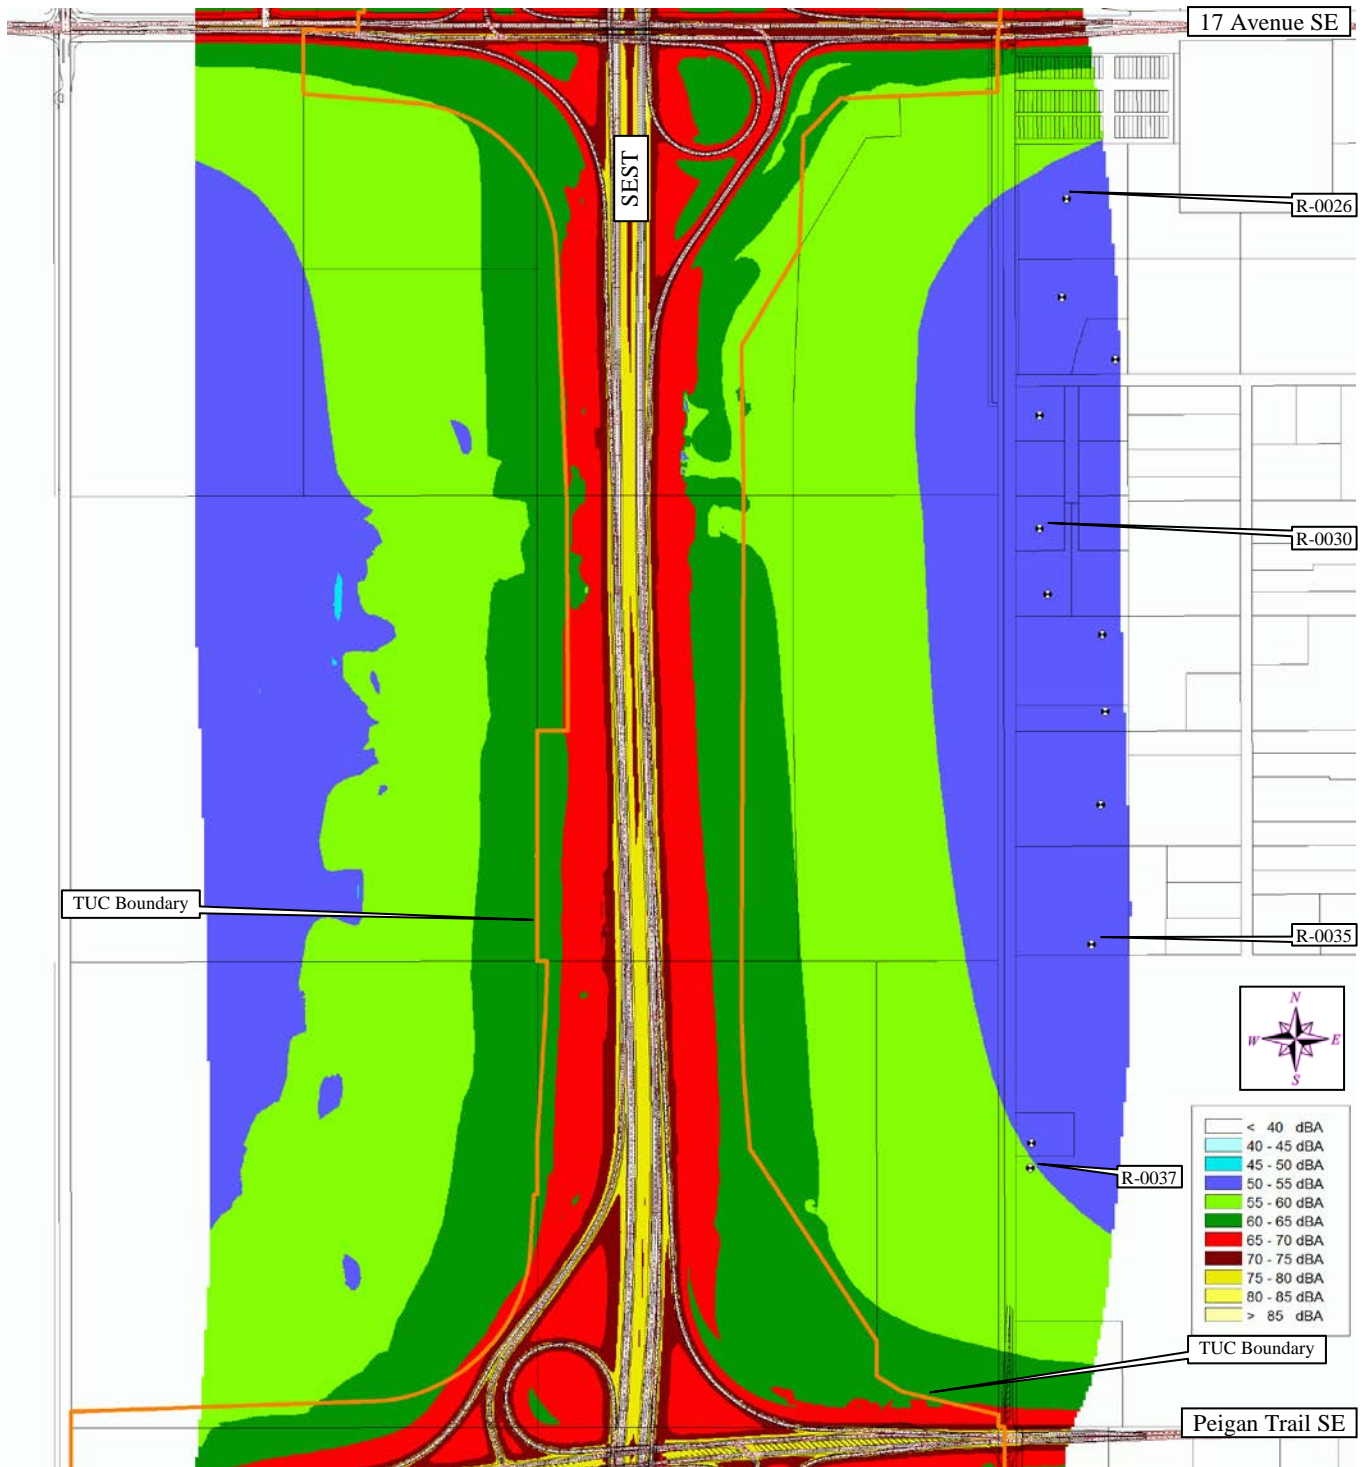 17 Avenue SE
SEST
R-0026
R-0030
TUC Boundary
R-0035
N
W E
S
R-0037
< 40 dBA
40 - 45 dBA
45 - 50 dBA
50 - 55 dBA
55 - 60 dBA
60 - 65 dBA
65 - 70 dBA
70 - 75 dBA
75 - 80 dBA
80 - 85 dBA
> 85 dBA
TUC Boundary
Peigan Trail SE